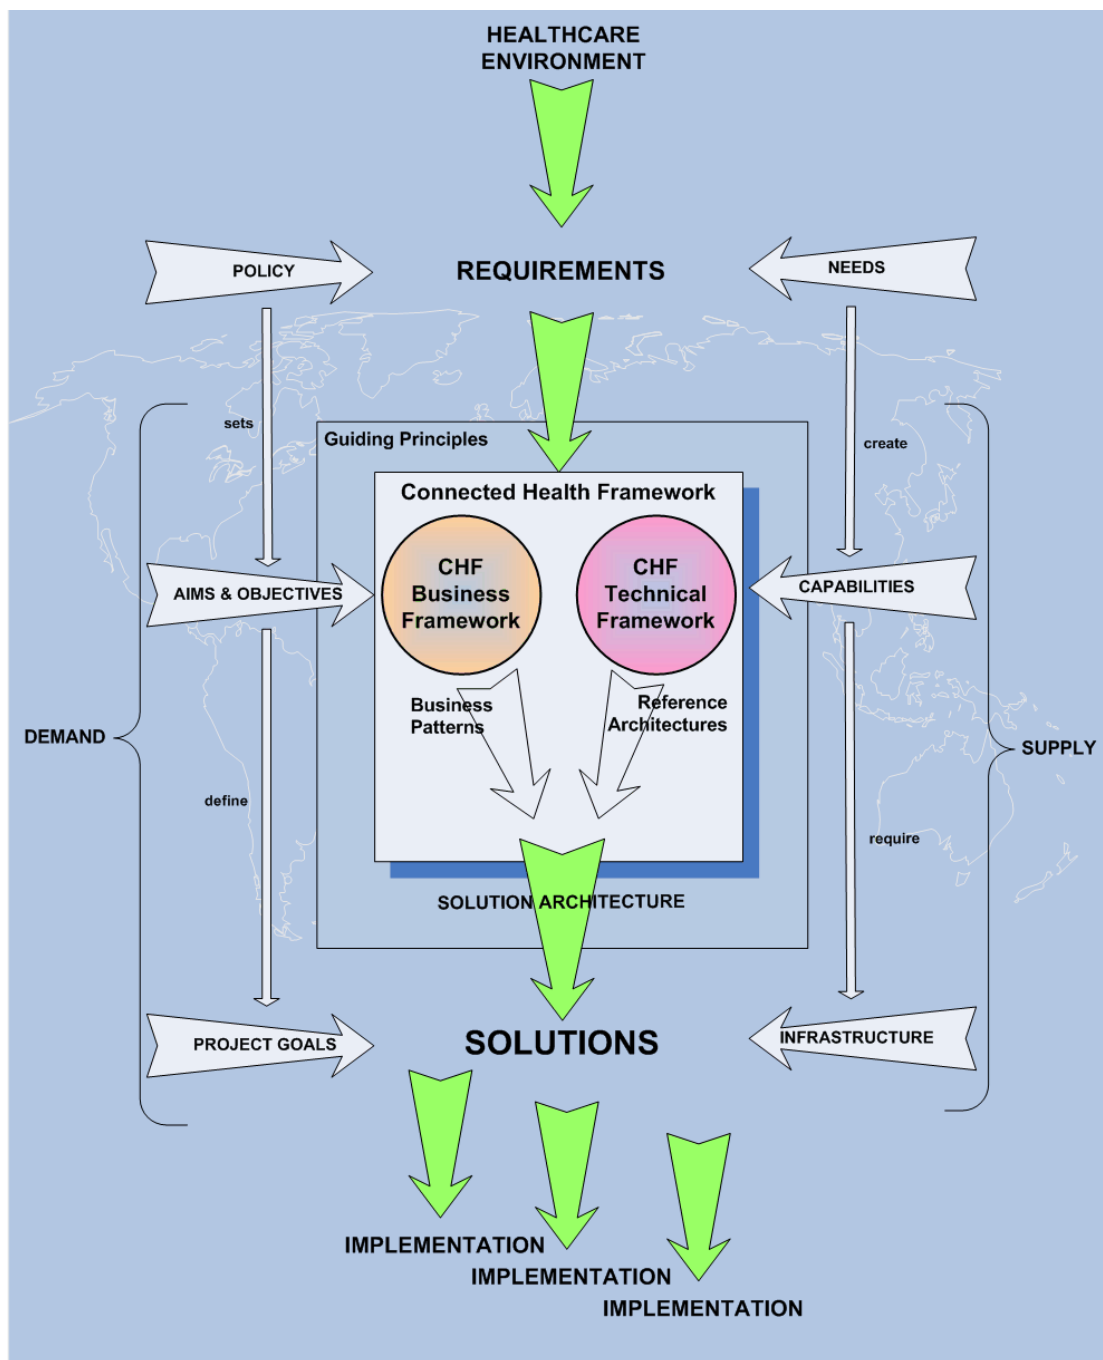 HEALTHCARE
ENVIRONMENT
POLICY
REQUIREMENTS
NEEDS
sets
Guiding Principles
create
Connected Health Framework
CHF
Business
Framework
CHF
Technical
Framework
AIMS & OBJECTIVES
CAPABILITIES
Business
Patterns
Reference
Architectures
DEMAND
SUPPLY
define
require
SOLUTION ARCHITECTURE
PROJECT GOALS
SOLUTIONS
INFRASTRUCTURE
IMPLEMENTATION
IMPLEMENTATION
IMPLEMENTATION